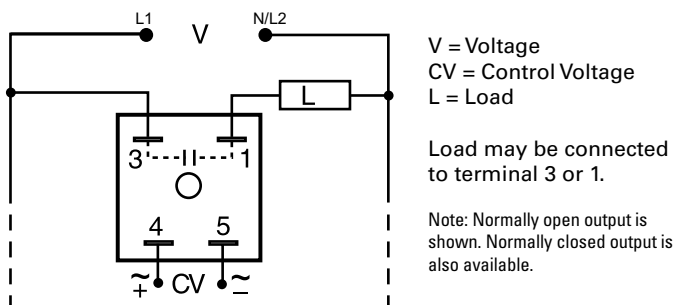 L1
V
N/L2
L
3
1
4
5
~
+
CV
~
–
V = Voltage
CV = Control Voltage
L = Load
Load may be connected
to terminal 3 or 1.
Note: Normally open output is
shown. Normally closed output is
also available.